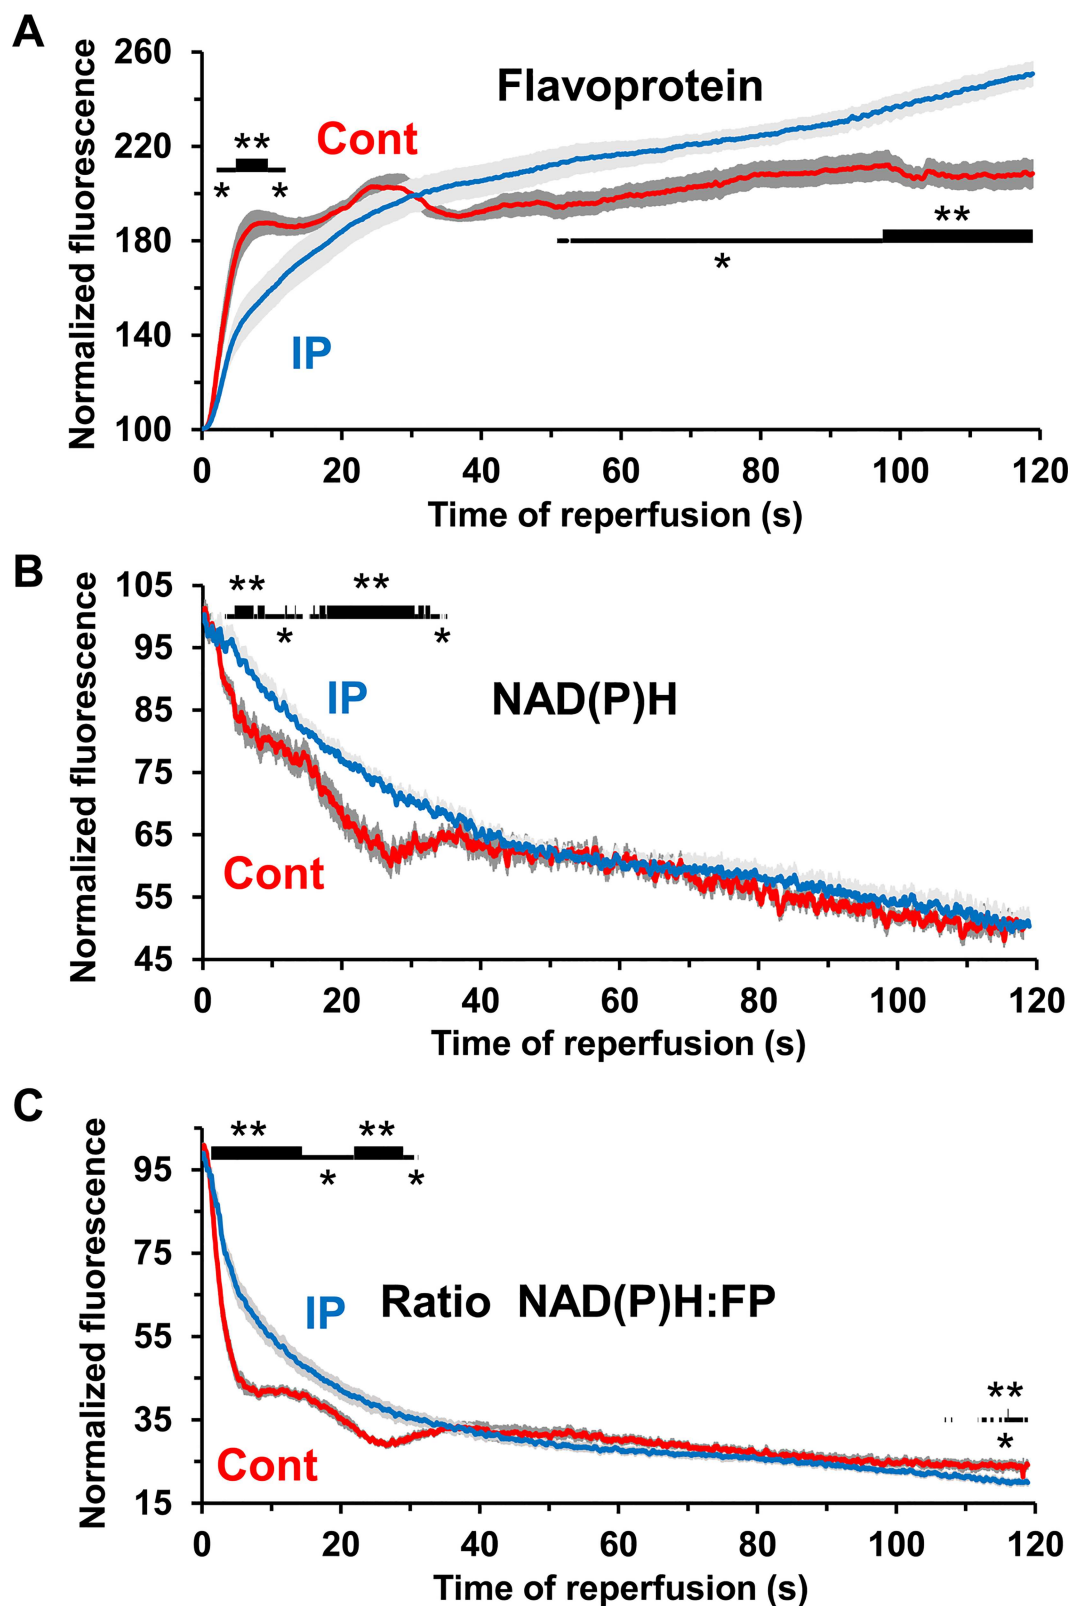 A
Normalized fluorescence
260
220
180
140
100
Flavoprotein
Cont
IP
**
*
*
**
*
0
20
40
60
80
100
120
Time of reperfusion (s)
B
Normalized fluorescence
105
95
85
75
65
55
45
**
**
*
*
IP
NAD(P)H
Cont
0
20
40
60
80
100
120
Time of reperfusion (s)
C
Normalized fluorescence
95
75
55
35
15
**
**
*
*
IP
Ratio NAD(P)H:FP
Cont
**
*
0
20
40
60
80
100
120
Time of reperfusion (s)